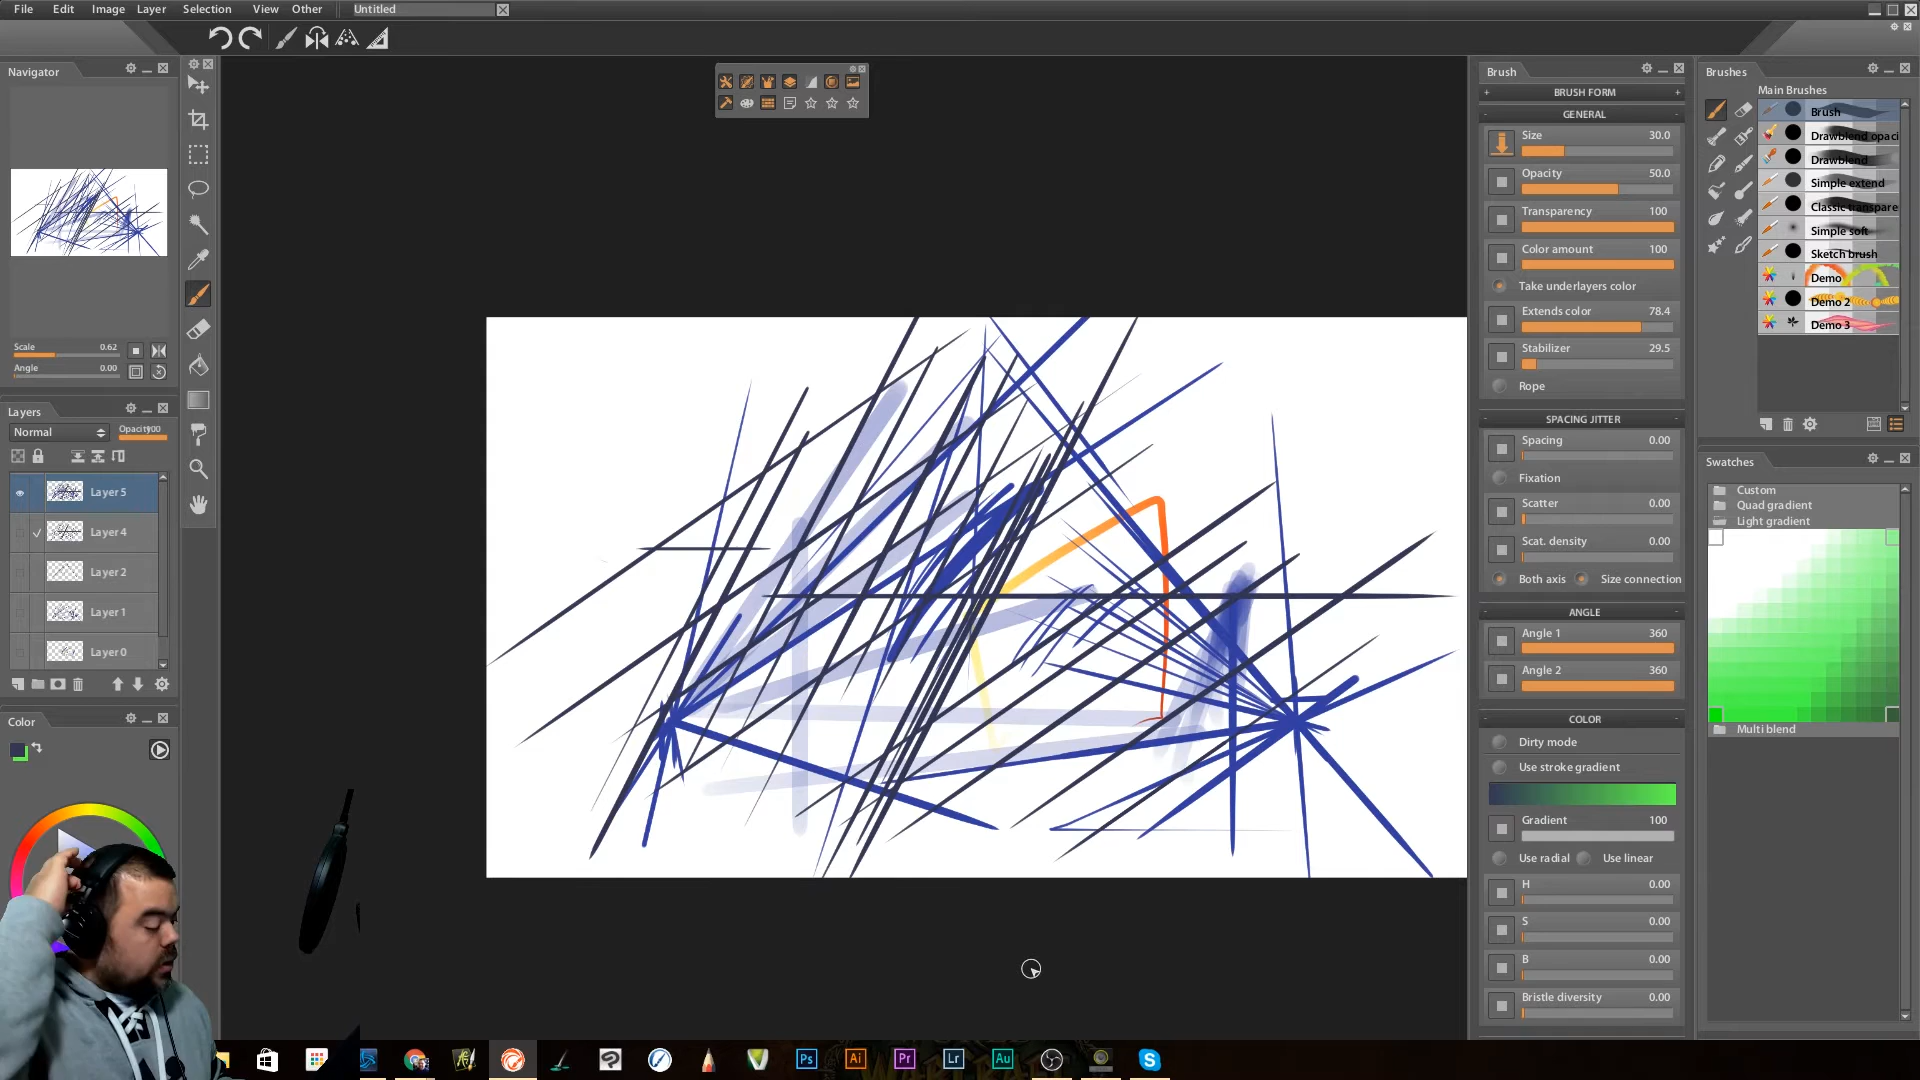 File Edit Image Layer Selection View Other Untitled
Navigator
Scale 0.62
Angle 0.00
Layers
Normal
Opacity 100
Layer 5
Layer 4
Layer 2
Layer 1
Layer 0
Color
Brush
BRUSH FORM
GENERAL
Size 30.0
Opacity 50.0
Transparency 100
Color amount 100
Take underlayers color
Extends color 78.4
Stabilizer 29.5
Rope
SPACING JITTER
Spacing 0.00
Fixation
Scatter 0.00
Scat. density 0.00
Both axis Size connection
ANGLE
Angle 1 360
Angle 2 360
COLOR
Dirty mode
Use stroke gradient
Gradient 100
Use radial Use linear
H 0.00
S 0.00
B 0.00
Bristle diversity 0.00
Brushes
Main Brushes
Brush
Drawblend opaci
Drawblend
Simple extend
Classic transpare
Simple soft
Sketch brush
Demo
Demo 2
Demo 3
Swatches
Custom
Quad gradient
Light gradient
Multi blend
Ps Ai Pr Lr Au S